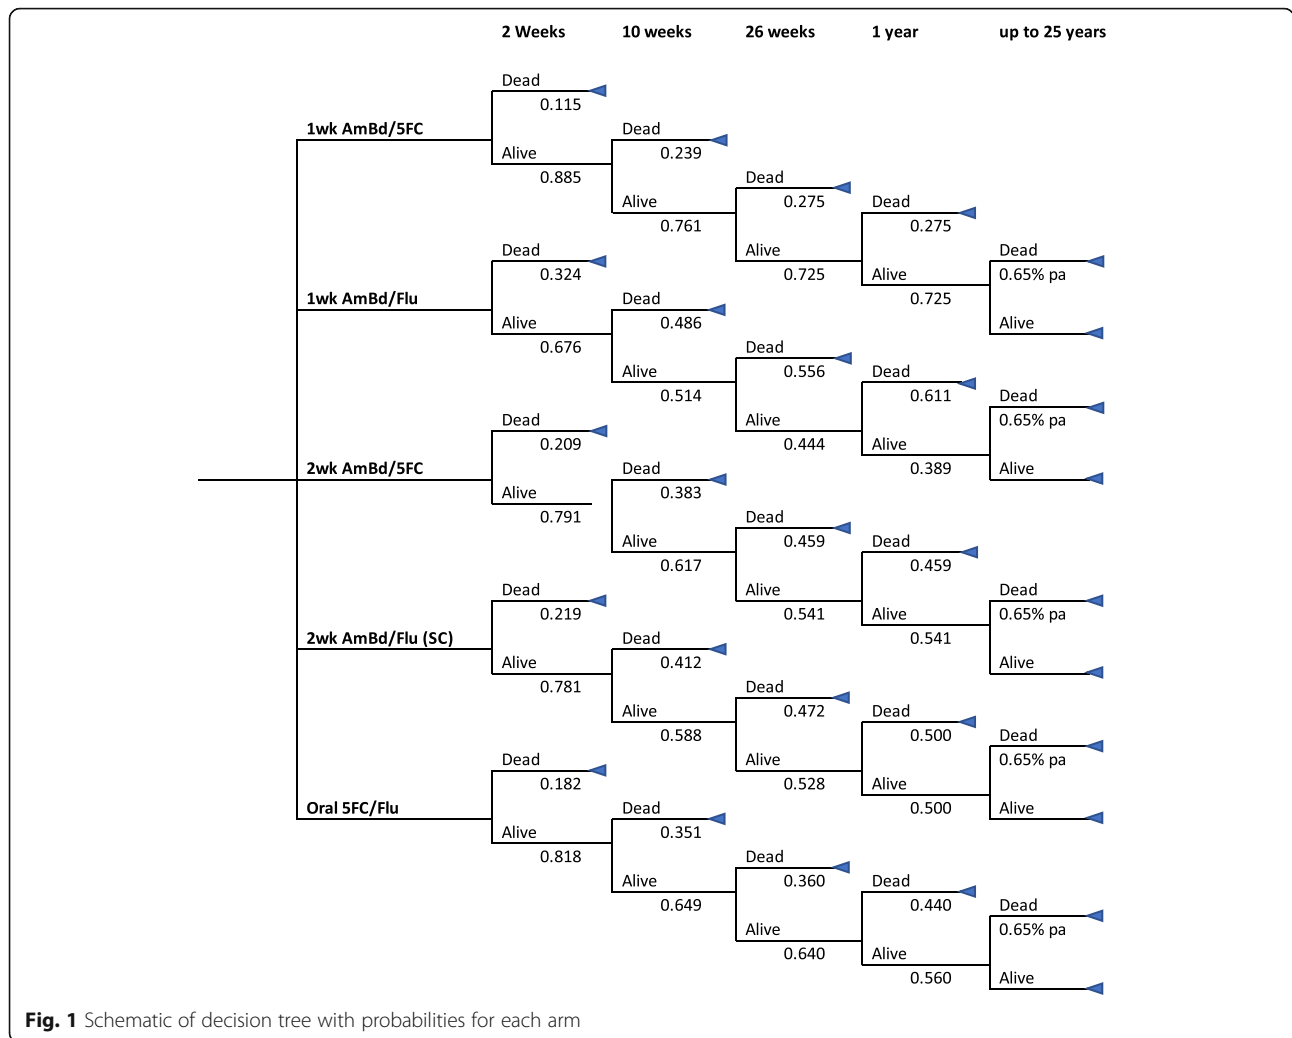 2 Weeks 10 weeks 26 weeks 1 year up to 25 years
Dead
0.115
1wk AmBd/5FC
Alive
0.885
Dead
0.239
Alive
0.761
Dead
0.275
Alive
0.725
Dead
0.275
Alive
0.725
Dead
0.65% pa
Alive
1wk AmBd/Flu
Dead
0.324
Alive
0.676
Dead
0.486
Alive
0.514
Dead
0.556
Alive
0.444
Dead
0.611
Alive
0.389
Dead
0.65% pa
Alive
2wk AmBd/5FC
Dead
0.209
Alive
0.791
Dead
0.383
Alive
0.617
Dead
0.459
Alive
0.541
Dead
0.459
Alive
0.541
Dead
0.65% pa
Alive
2wk AmBd/Flu (SC)
Dead
0.219
Alive
0.781
Dead
0.412
Alive
0.588
Dead
0.472
Alive
0.528
Dead
0.500
Alive
0.500
Dead
0.65% pa
Alive
Oral 5FC/Flu
Dead
0.182
Alive
0.818
Dead
0.351
Alive
0.649
Dead
0.360
Alive
0.640
Dead
0.440
Alive
0.560
Dead
0.65% pa
Alive
Fig. 1 Schematic of decision tree with probabilities for each arm